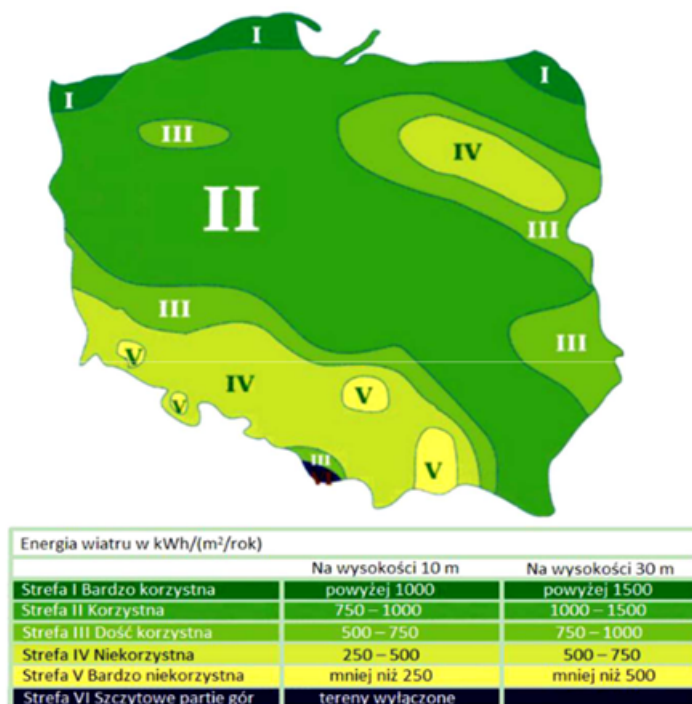 I
I
I
III
IV
II
III
III
III
V
IV
V
V
III
V
VI
Energia wiatru w kWh/(m²/rok)
Na wysokości 10 m Na wysokości 30 m
Strefa I Bardzo korzystna powyżej 1000 powyżej 1500
Strefa II Korzystna 750 – 1000 1000 – 1500
Strefa III Dość korzystna 500 – 750 750 – 1000
Strefa IV Niekorzystna 250 – 500 500 – 750
Strefa V Bardzo niekorzystna mniej niż 250 mniej niż 500
Strefa VI Szczytowe partie gór tereny wyłączone